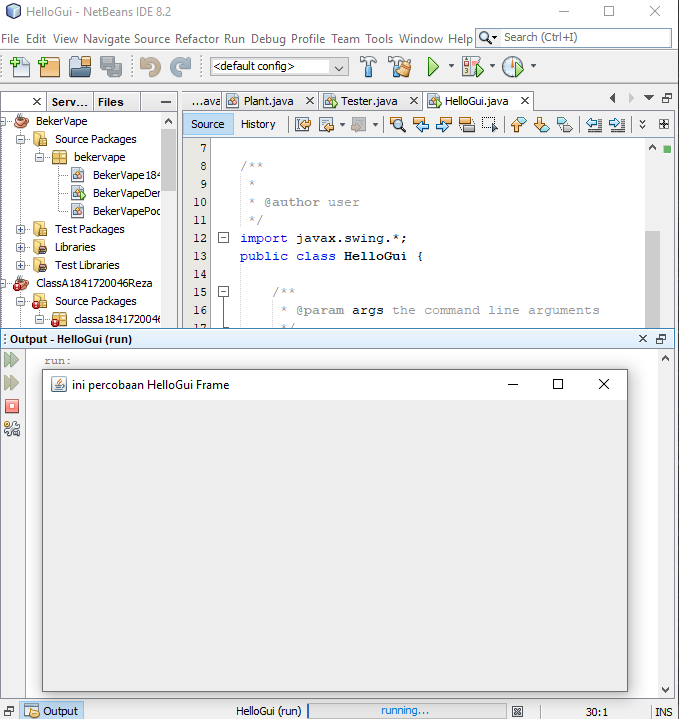 HelloGui - NetBeans IDE 8.2
File Edit View Navigate Source Refactor Run Debug Profile Team Tools Window Help
Search (Ctrl+I)
<default config>
Serv... Files
...ava Plant.java Tester.java HelloGui.java
BekerVape
Source Packages
bekervape
BekerVape184
BekerVapeDer
BekerVapePod
Test Packages
Libraries
Test Libraries
ClassA1841720046Reza
Source Packages
classa1841720046
Source History
7
8 /**
9 *
10 * @author user
11 */
12 import javax.swing.*;
13 public class HelloGui {
14
15 /**
16 * @param args the command line arguments
17 */
Output - HelloGui (run)
run:
ini percobaan HelloGui Frame
Output
HelloGui (run)
running...
30:1
INS